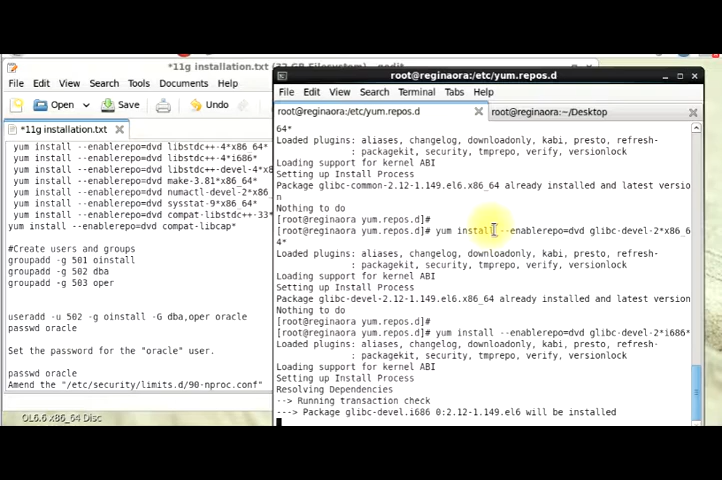 *11g installation.txt (32 GB Filesystem) - gedit
File Edit View Search Tools Documents Help
Open Save Undo
*11g installation.txt
yum install --enablerepo=dvd libstdc++-4*x86_64*
yum install --enablerepo=dvd libstdc++-4*i686*
yum install --enablerepo=dvd libstdc++-devel-4*x
yum install --enablerepo=dvd make-3.81*x86_64*
yum install --enablerepo=dvd numactl-devel-2*x86
yum install --enablerepo=dvd sysstat-9*x86_64*
yum install --enablerepo=dvd compat-libstdc++-33*
yum install --enablerepo=dvd compat-libcap*
#Create users and groups
groupadd -g 501 oinstall
groupadd -g 502 dba
groupadd -g 503 oper
useradd -u 502 -g oinstall -G dba,oper oracle
passwd oracle
Set the password for the "oracle" user.
passwd oracle
Amend the "/etc/security/limits.d/90-nproc.conf"
OL6.6 x86_64 Disc
root@reginaora:/etc/yum.repos.d
File Edit View Search Terminal Tabs Help
root@reginaora:/etc/yum.repos.d
root@reginaora:~/Desktop
64*
Loaded plugins: aliases, changelog, downloadonly, kabi, presto, refresh-
: packagekit, security, tmprepo, verify, versionlock
Loading support for kernel ABI
Setting up Install Process
Package glibc-common-2.12-1.149.el6.x86_64 already installed and latest versio
n
Nothing to do
[root@reginaora yum.repos.d]#
[root@reginaora yum.repos.d]# yum install --enablerepo=dvd glibc-devel-2*x86_6
4*
Loaded plugins: aliases, changelog, downloadonly, kabi, presto, refresh-
: packagekit, security, tmprepo, verify, versionlock
Loading support for kernel ABI
Setting up Install Process
Package glibc-devel-2.12-1.149.el6.x86_64 already installed and latest version
Nothing to do
[root@reginaora yum.repos.d]#
[root@reginaora yum.repos.d]# yum install --enablerepo=dvd glibc-devel-2*i686*
Loaded plugins: aliases, changelog, downloadonly, kabi, presto, refresh-
: packagekit, security, tmprepo, verify, versionlock
Loading support for kernel ABI
Setting up Install Process
Resolving Dependencies
--> Running transaction check
---> Package glibc-devel.i686 0:2.12-1.149.el6 will be installed